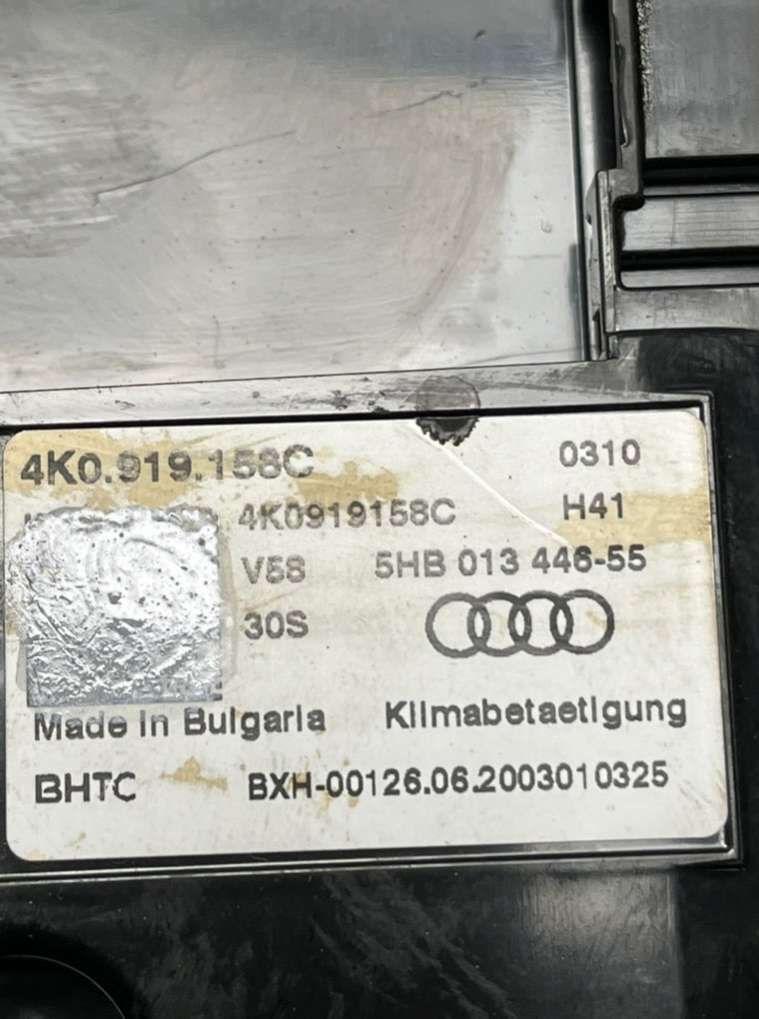 4K0.919.158C 0310
4K0919158C H41
V58 5HB 013 446-55
30S
Made in Bulgaria Klimabetaetigung
BHTC BXH-00126.06.2003010325